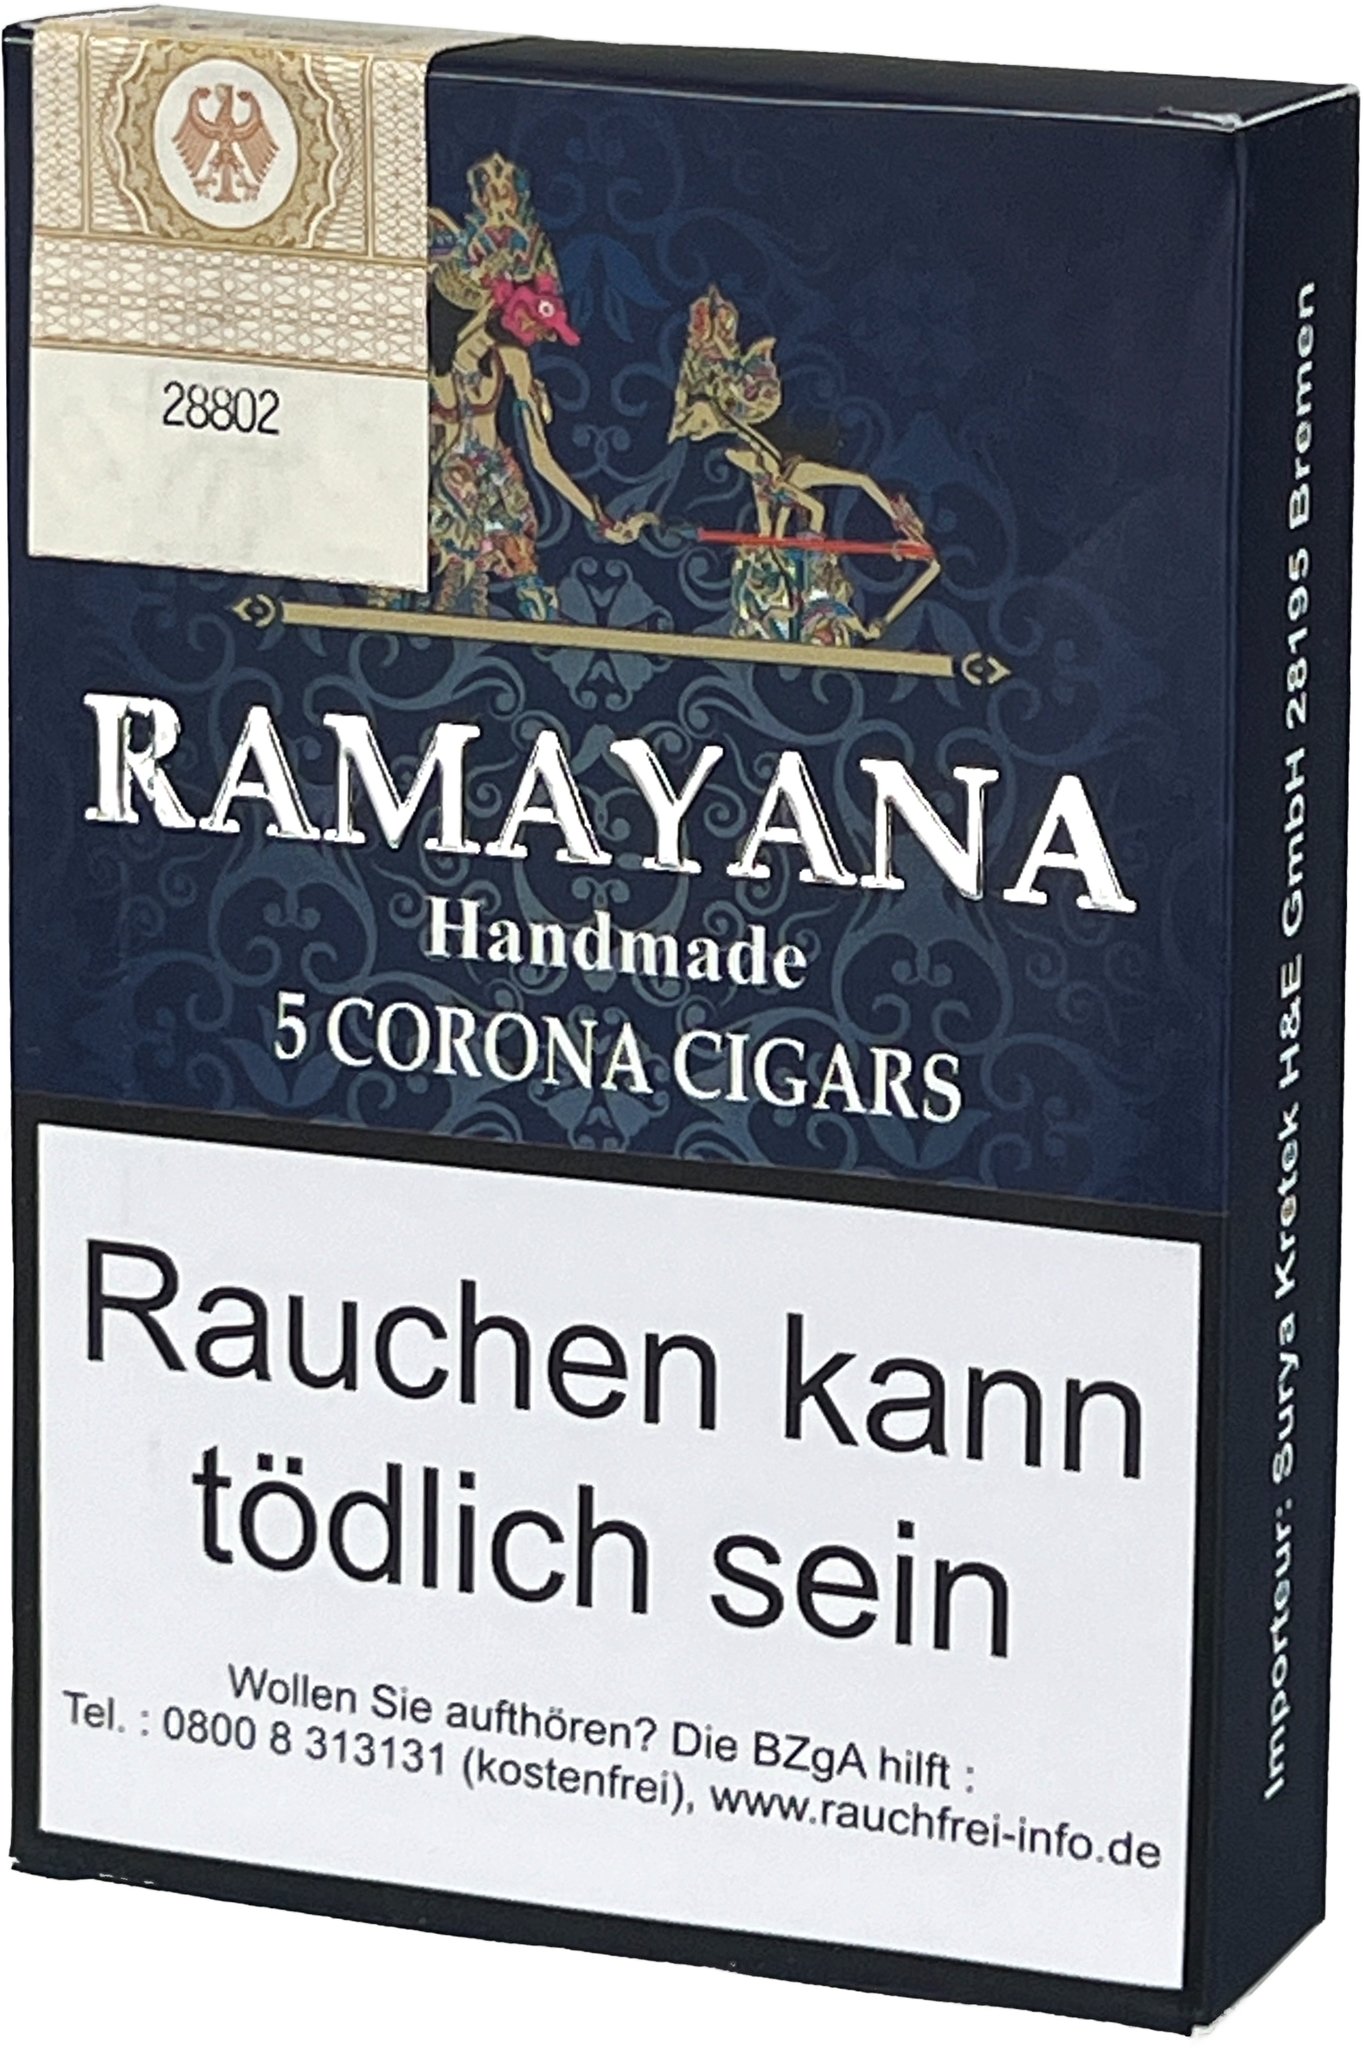 28802
RAMAYANA
Handmade
5 CORONA CIGARS
Rauchen kann
tödlich sein
Wollen Sie aufthören? Die BZgA hilft :
Tel. : 0800 8 313131 (kostenfrei), www.rauchfrei-info.de
Importeur: Surya Kretek H&E GmbH 28195 Bremen